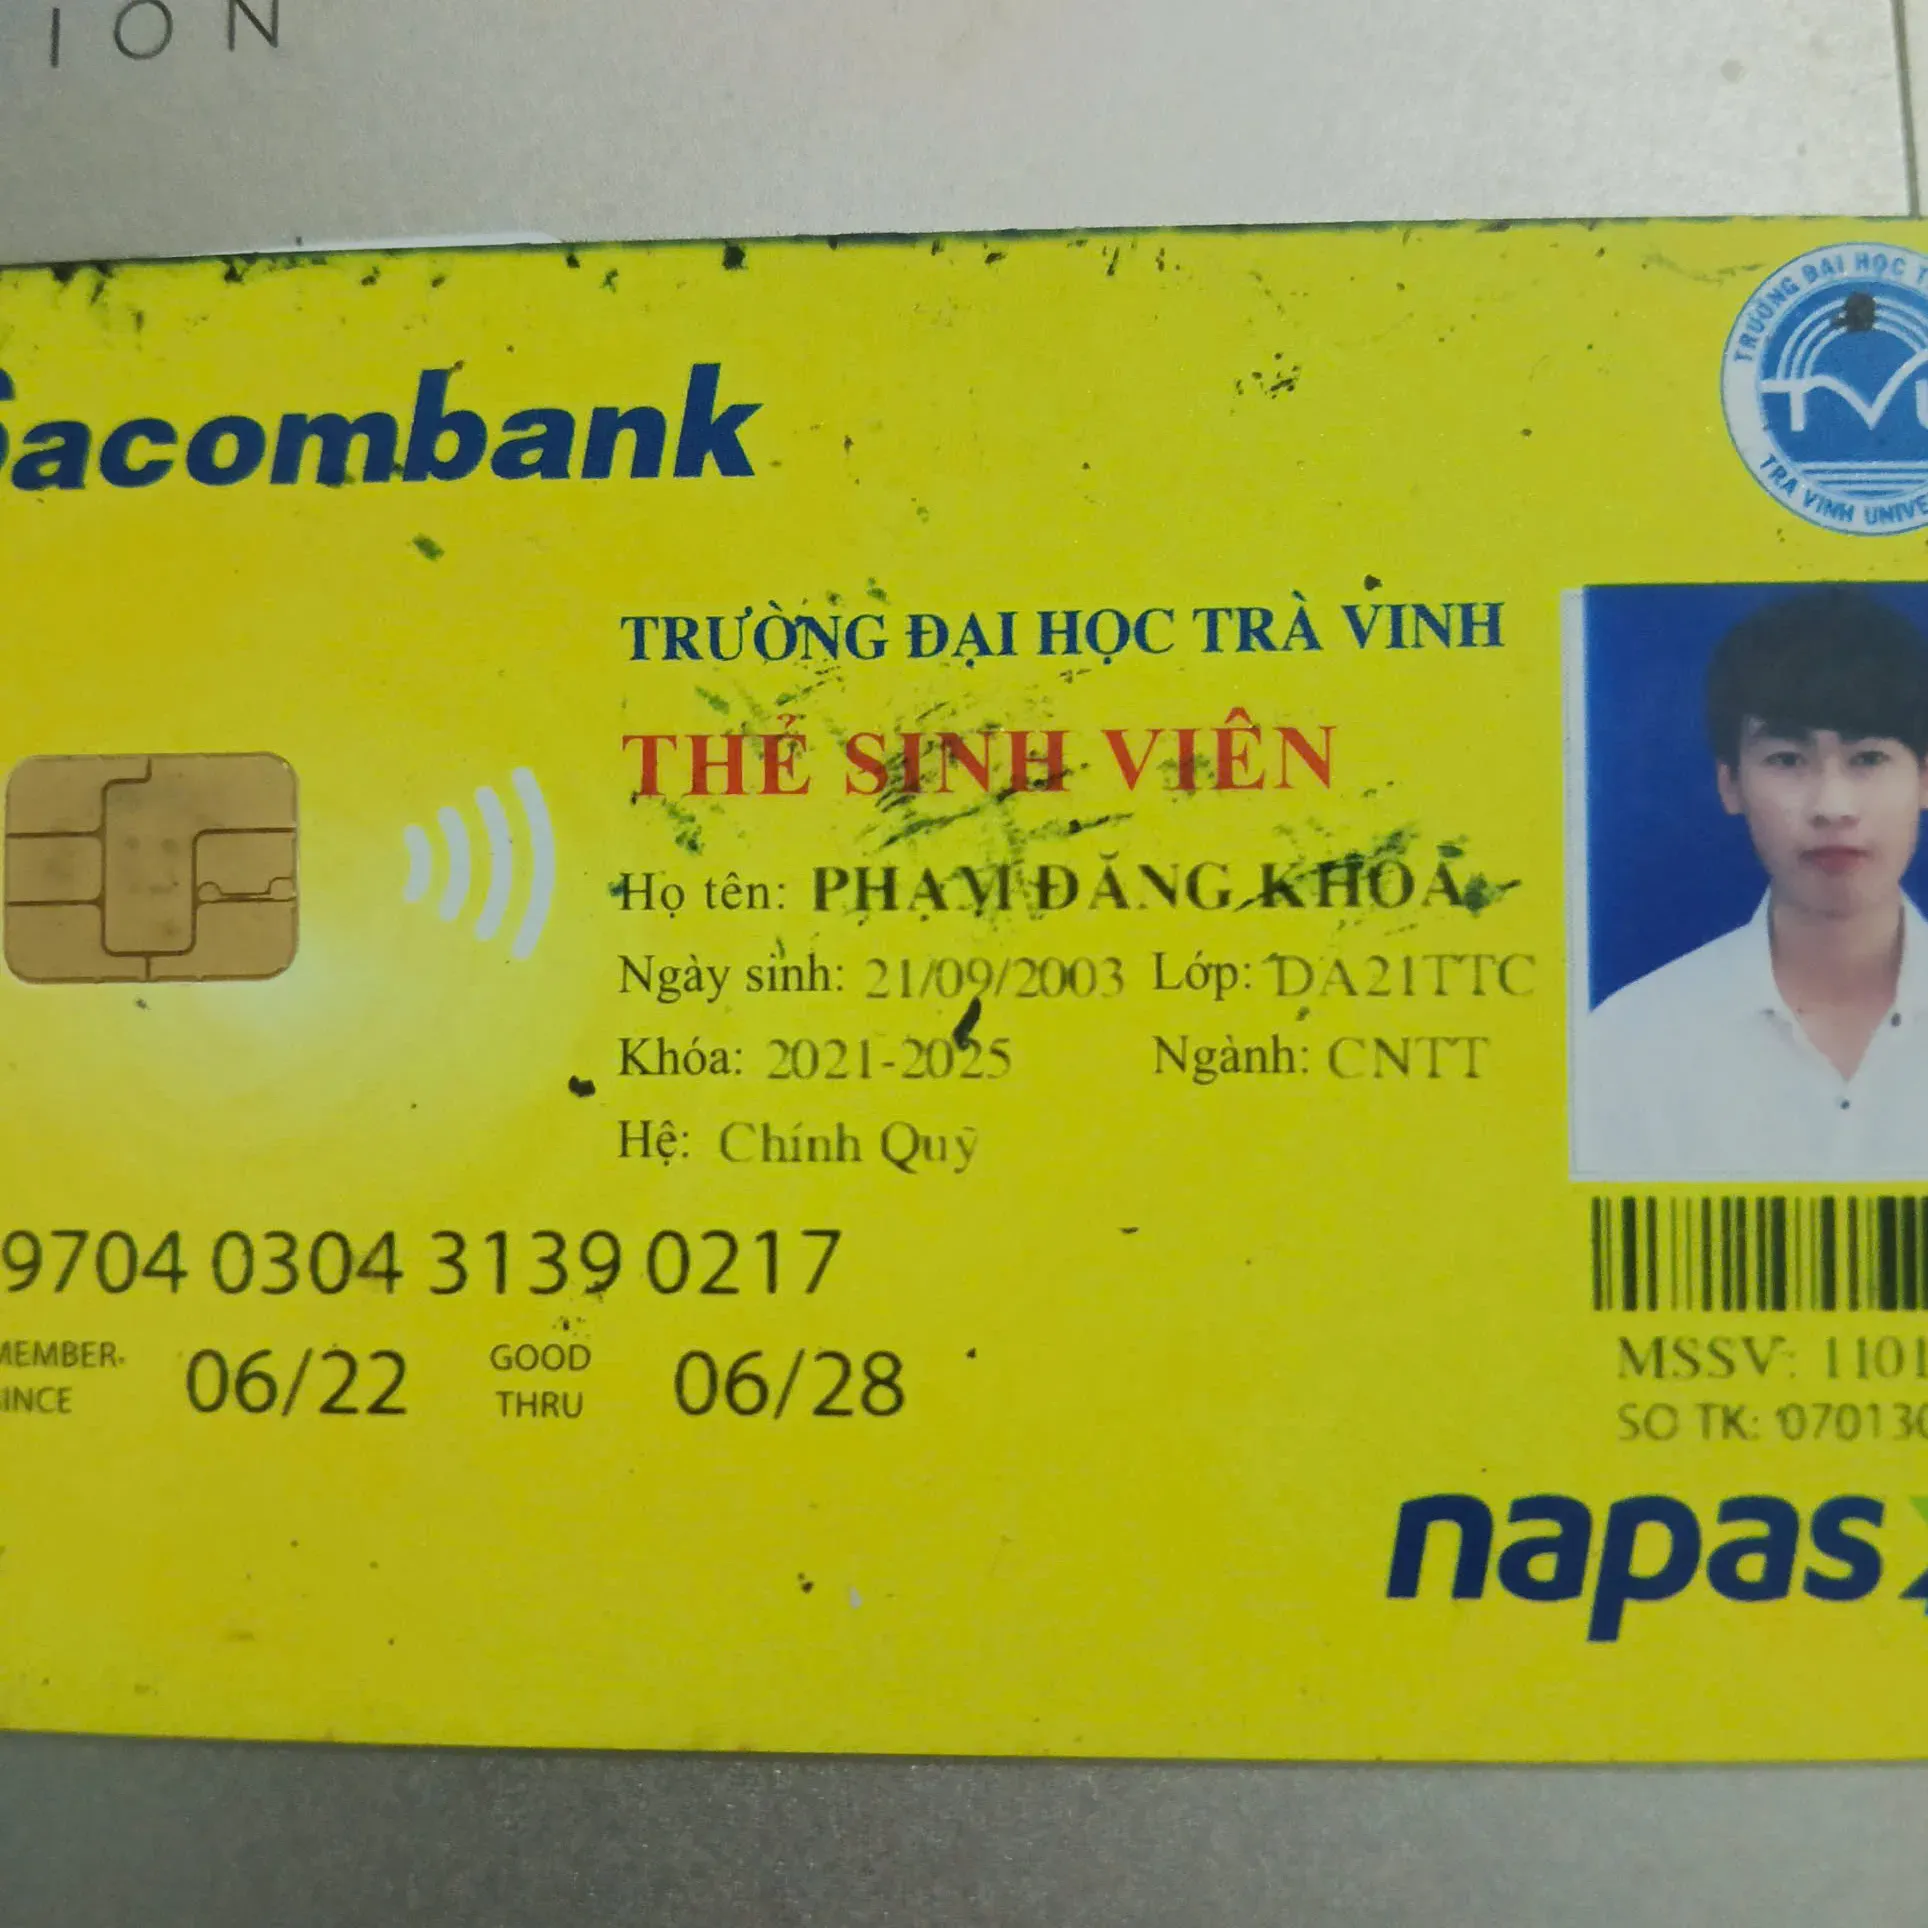 ION
Sacombank
TRƯỜNG ĐẠI HỌC T
TVU
TRA VINH UNIVE
TRƯỜNG ĐẠI HỌC TRÀ VINH
THẺ SINH VIÊN
Họ tên: PHẠM ĐĂNG KHOA
Ngày sinh: 21/09/2003 Lớp: DA21TTC
Khóa: 2021-2025 Ngành: CNTT
Hệ: Chính Quy
9704 0304 3139 0217
MEMBER SINCE 06/22 GOOD THRU 06/28
MSSV: 1101
SO TK: 070130
napas